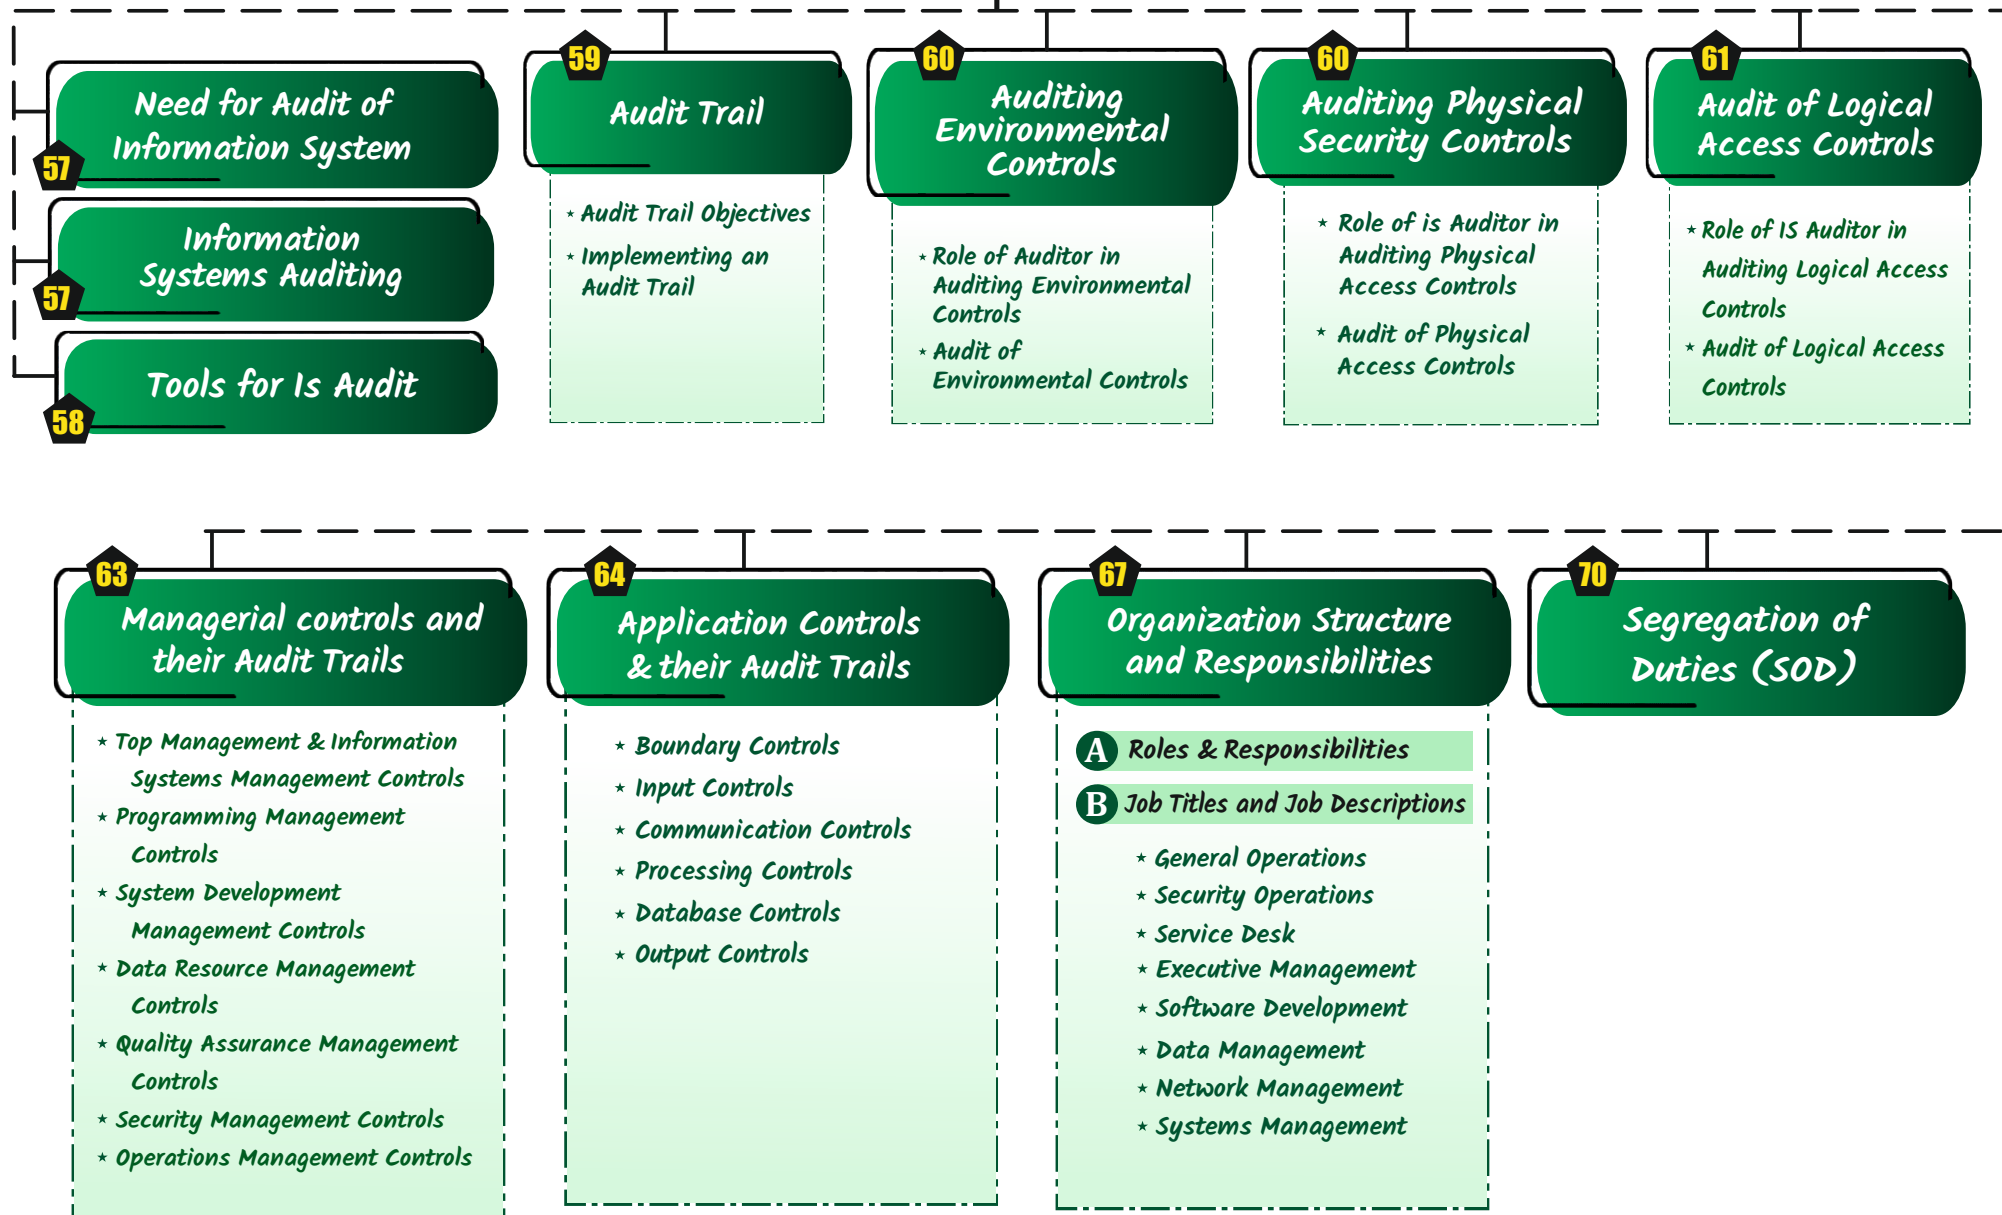 Need for Audit of
Information System
57
Information
Systems Auditing
57
Tools for Is Audit
58
59
Audit Trail
★ Audit Trail Objectives
★ Implementing an
Audit Trail
60
Auditing
Environmental
Controls
★ Role of Auditor in
Auditing Environmental
Controls
★ Audit of
Environmental Controls
60
Auditing Physical
Security Controls
★ Role of is Auditor in
Auditing Physical
Access Controls
★ Audit of Physical
Access Controls
61
Audit of Logical
Access Controls
★ Role of IS Auditor in
Auditing Logical Access
Controls
★ Audit of Logical Access
Controls
63
Managerial controls and
their Audit Trails
★ Top Management & Information
Systems Management Controls
★ Programming Management
Controls
★ System Development
Management Controls
★ Data Resource Management
Controls
★ Quality Assurance Management
Controls
★ Security Management Controls
★ Operations Management Controls
64
Application Controls
& their Audit Trails
★ Boundary Controls
★ Input Controls
★ Communication Controls
★ Processing Controls
★ Database Controls
★ Output Controls
67
Organization Structure
and Responsibilities
A Roles & Responsibilities
B Job Titles and Job Descriptions
★ General Operations
★ Security Operations
★ Service Desk
★ Executive Management
★ Software Development
★ Data Management
★ Network Management
★ Systems Management
70
Segregation of
Duties (SOD)